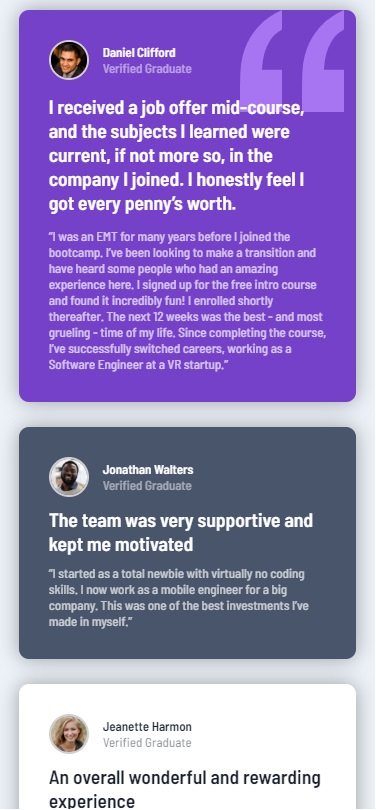 Daniel Clifford
Verified Graduate
I received a job offer mid-course,
and the subjects I learned were
current, if not more so, in the
company I joined. I honestly feel I
got every penny’s worth.
“I was an EMT for many years before I joined the
bootcamp. I’ve been looking to make a transition and
have heard some people who had an amazing
experience here. I signed up for the free intro course
and found it incredibly fun! I enrolled shortly
thereafter. The next 12 weeks was the best - and most
grueling - time of my life. Since completing the course,
I’ve successfully switched careers, working as a
Software Engineer at a VR startup.”
Jonathan Walters
Verified Graduate
The team was very supportive and
kept me motivated
“I started as a total newbie with virtually no coding
skills. I now work as a mobile engineer for a big
company. This was one of the best investments I’ve
made in myself.”
Jeanette Harmon
Verified Graduate
An overall wonderful and rewarding
experience